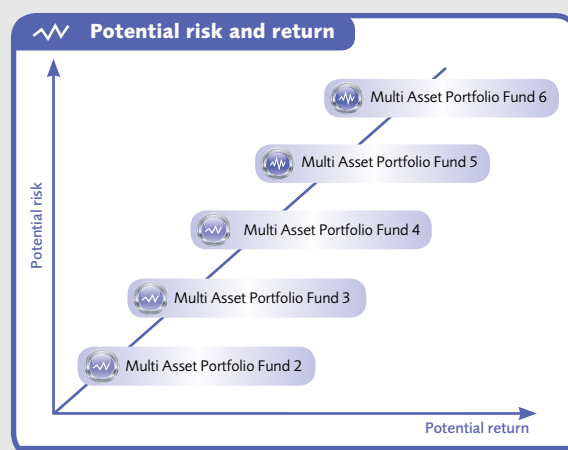 Potential risk and return
Multi Asset Portfolio Fund 6
Multi Asset Portfolio Fund 5
Multi Asset Portfolio Fund 4
Multi Asset Portfolio Fund 3
Multi Asset Portfolio Fund 2
Potential risk
Potential return